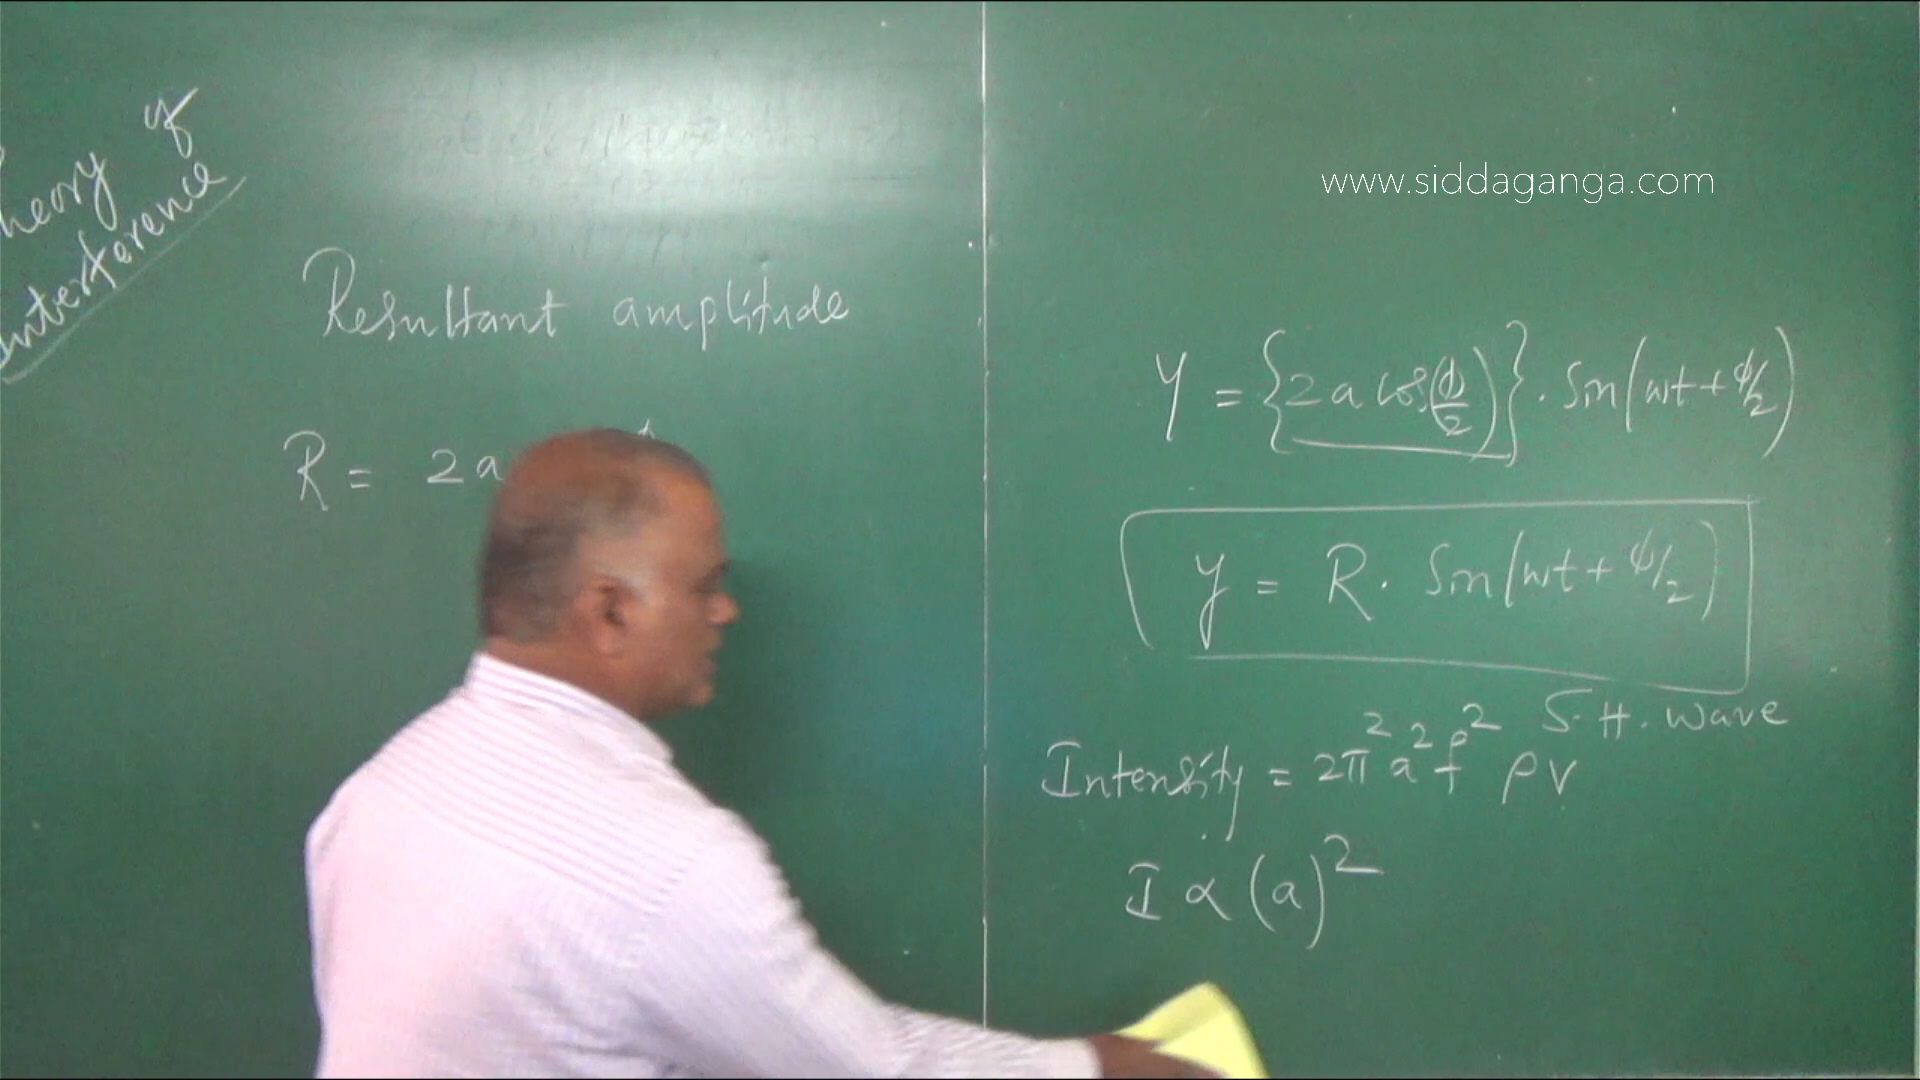 Theory of
interference
Resultant amplitude
R = 2a
www.siddaganga.com
y = {2a cos(ϕ/2)}. Sin(wt + ϕ/2)
y = R. Sin(wt + ϕ/2)
S.H. wave
Intensity = 2π²a²f² ρv
I ∝ (a)²